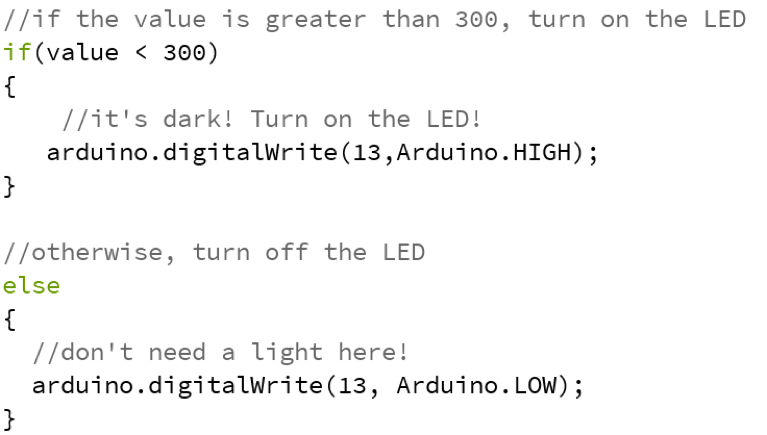 //if the value is greater than 300, turn on the LED
if(value < 300)
{
    //it's dark! Turn on the LED!
   arduino.digitalWrite(13,Arduino.HIGH);
}

//otherwise, turn off the LED
else
{
  //don't need a light here!
  arduino.digitalWrite(13, Arduino.LOW);
}